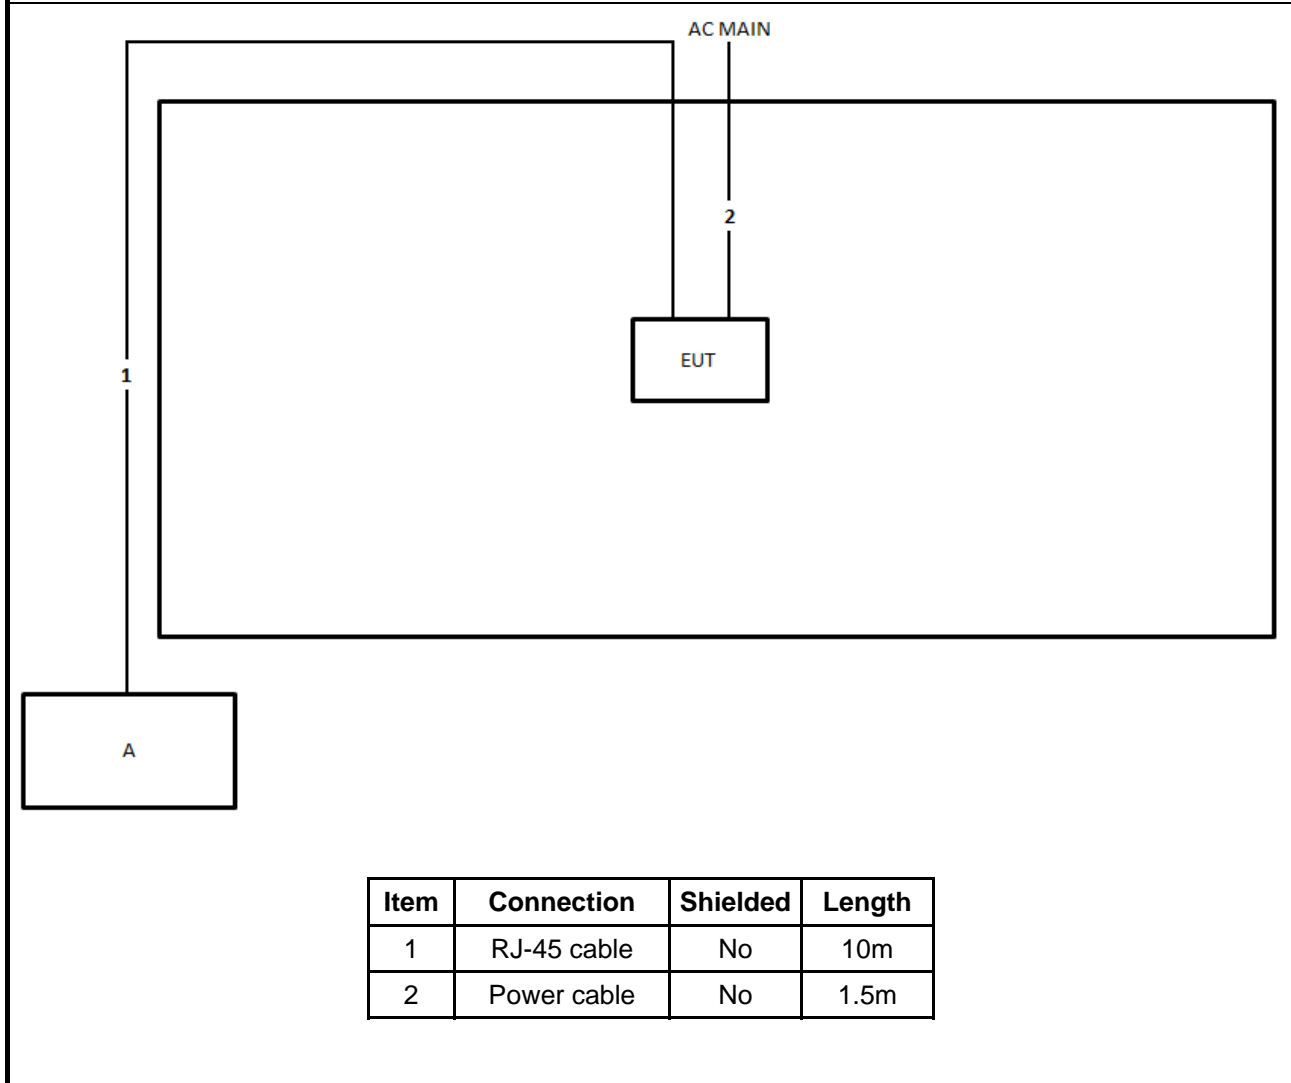 AC MAIN
2
EUT
1
A
Item Connection Shielded Length
1 RJ-45 cable No 10m
2 Power cable No 1.5m